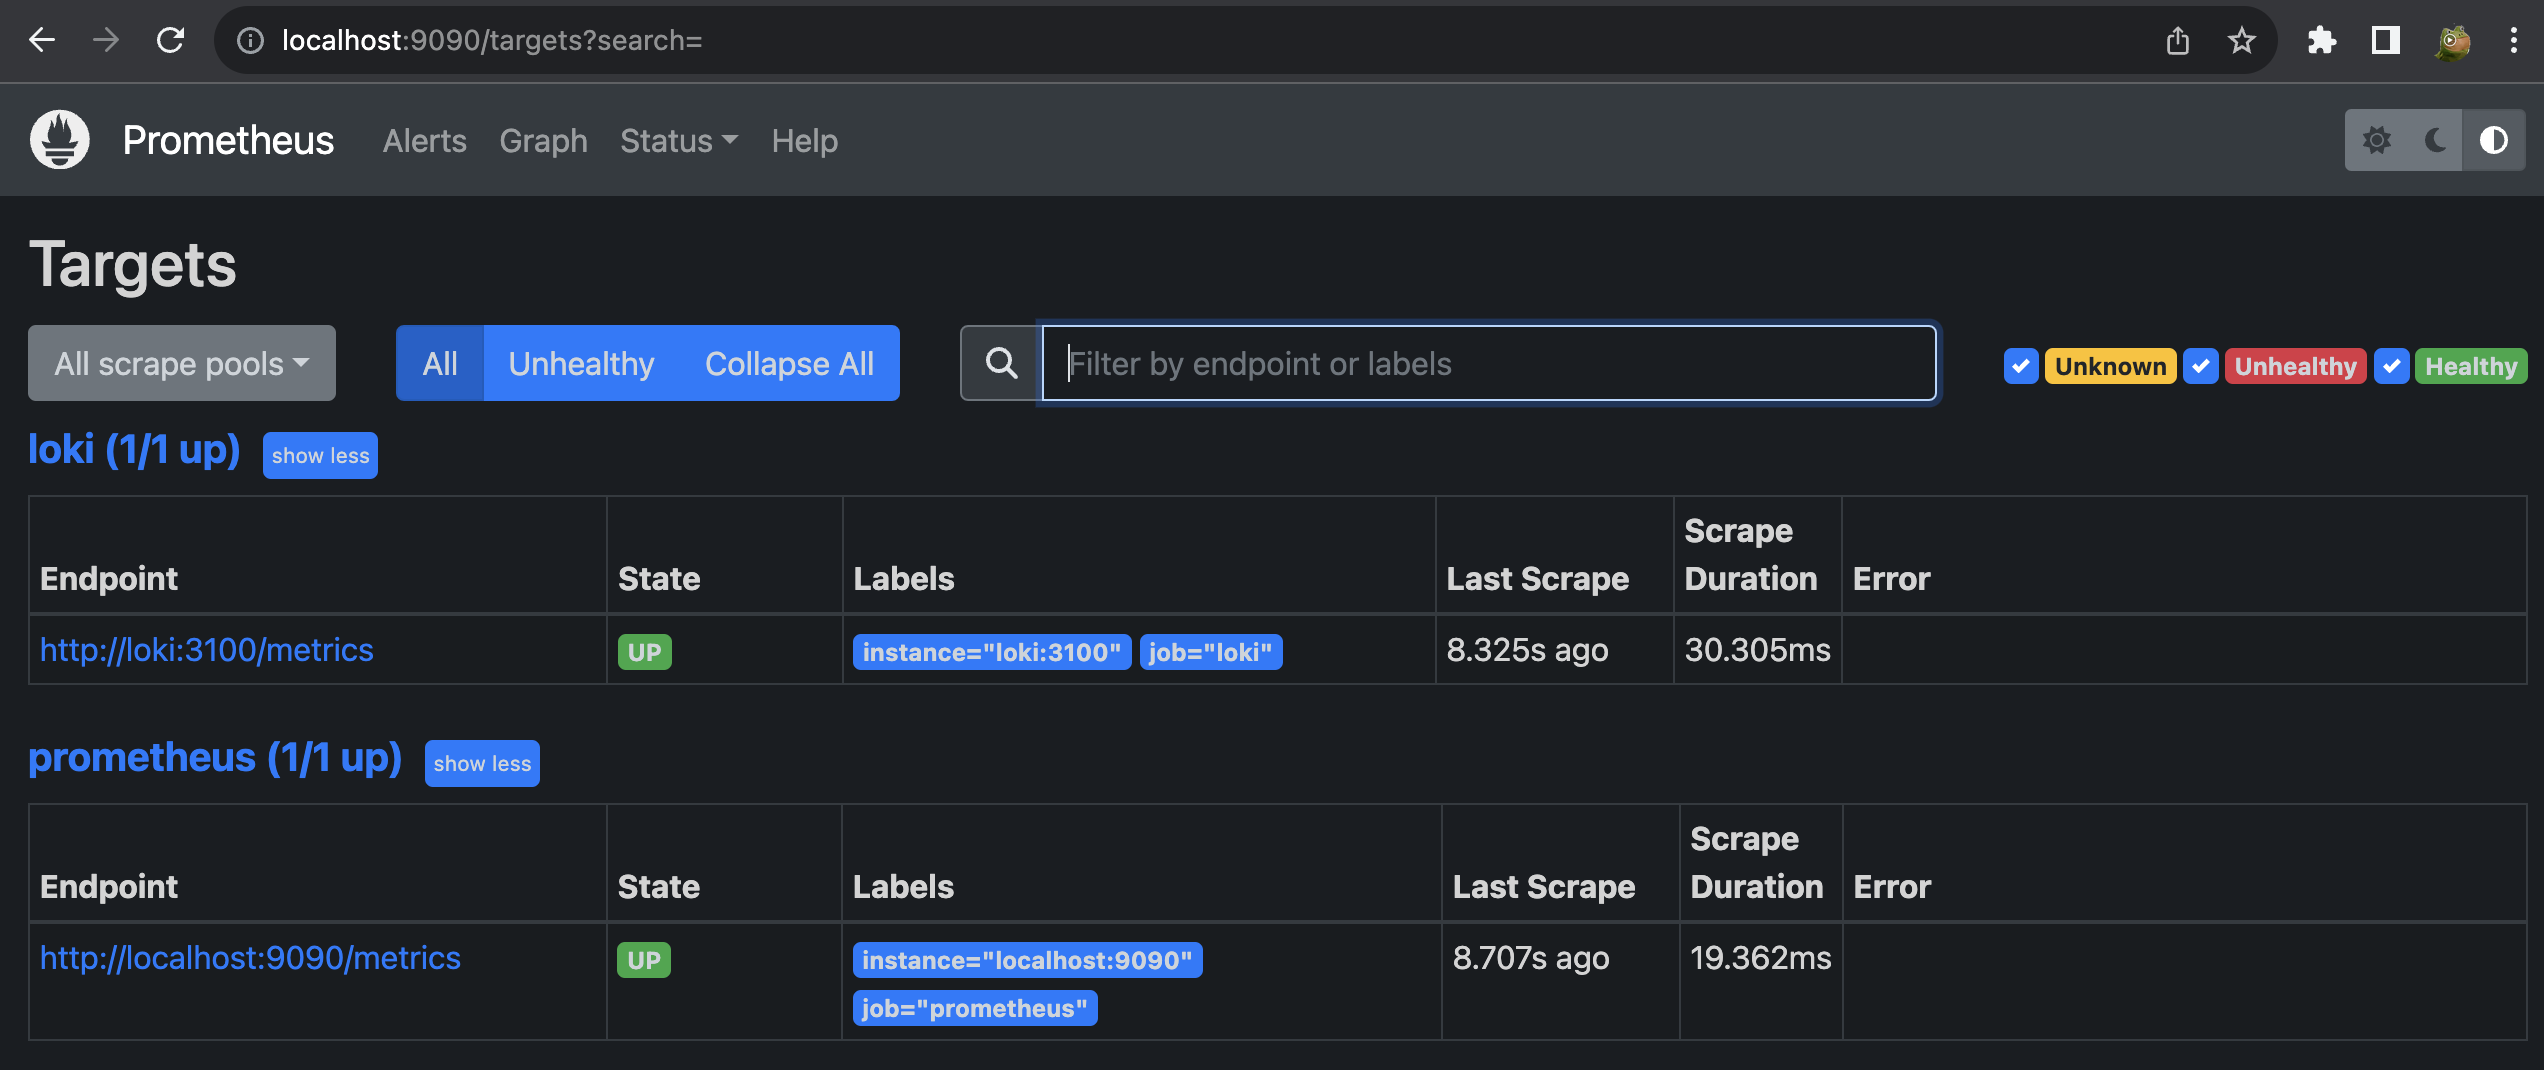 localhost:9090/targets?search=
Prometheus Alerts Graph Status Help
Targets
All scrape pools All Unhealthy Collapse All Filter by endpoint or labels Unknown Unhealthy Healthy
loki (1/1 up) show less
Endpoint State Labels Last Scrape Scrape Duration Error
http://loki:3100/metrics UP instance="loki:3100" job="loki" 8.325s ago 30.305ms
prometheus (1/1 up) show less
Endpoint State Labels Last Scrape Scrape Duration Error
http://localhost:9090/metrics UP instance="localhost:9090" 8.707s ago 19.362ms
job="prometheus"